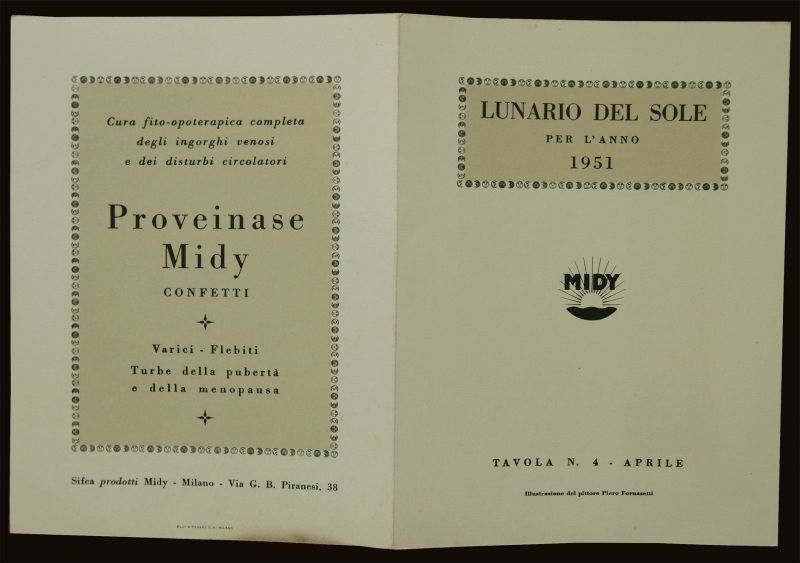 Cura fito-opoterapica completa
degli ingorghi venosi
e dei disturbi circolatori
Proveinase
Midy
CONFETTI
Varici - Flebiti
Turbe della pubertà
e della menopausa
Sifca prodotti Midy - Milano - Via G. B. Piranesi, 38
MILANO
LUNARIO DEL SOLE
PER L'ANNO
1951
MIDY
TAVOLA N. 4 - APRILE
Illustrazione del pittore Piero Fornasetti